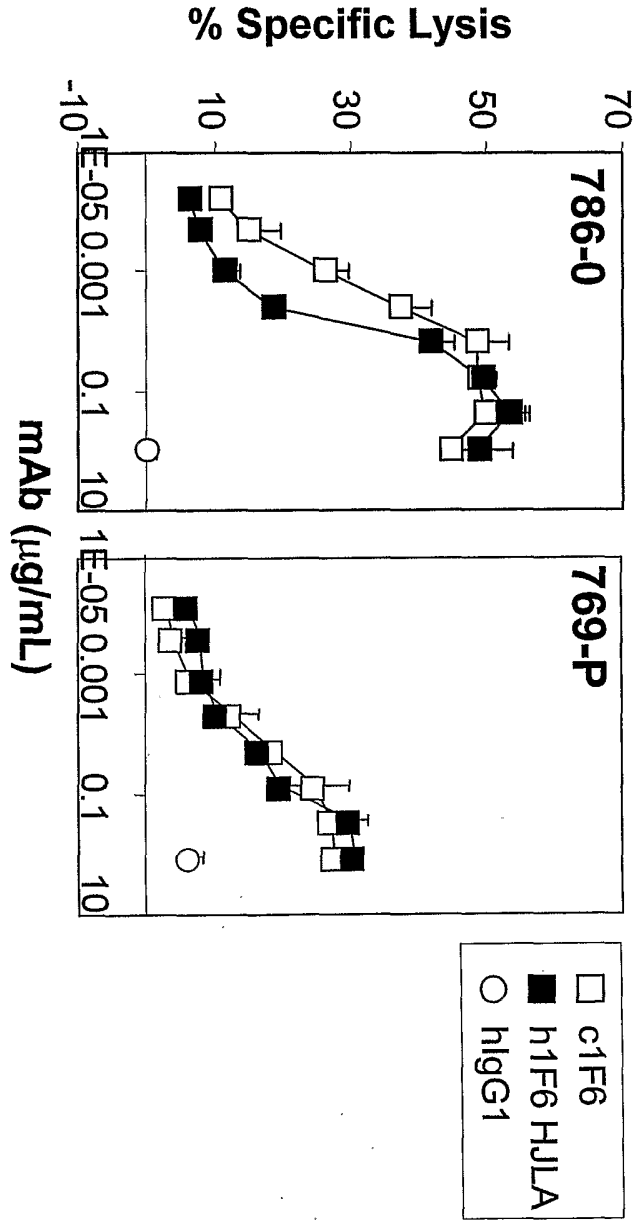 % Specific Lysis
70
50
30
10
-10
786-0
1E-05
0.001
0.1
10
769-P
1E-05
0.001
0.1
10
mAb (µg/mL)
c1F6
h1F6 HJLA
hIgG1